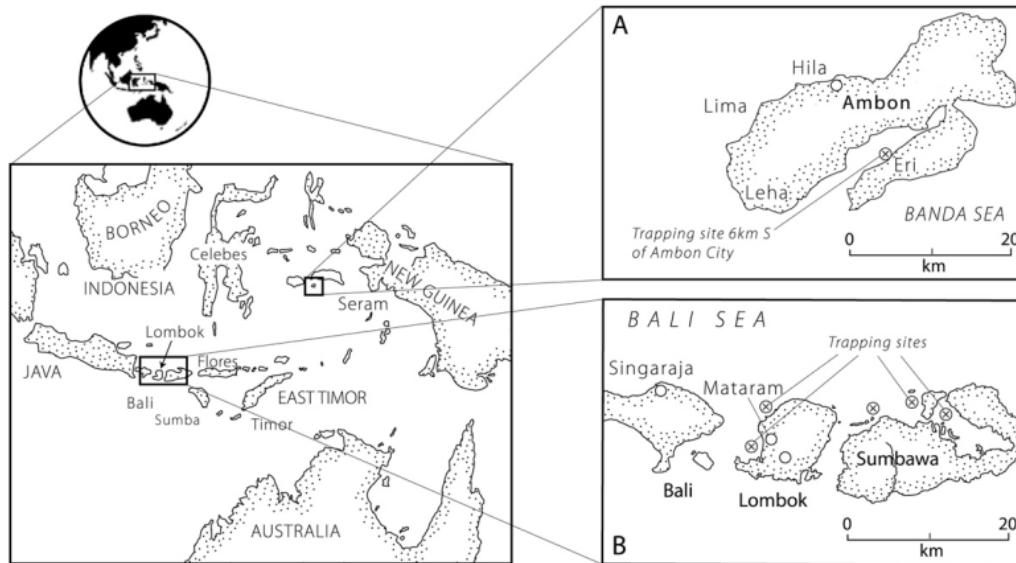 BORNEO
Celebes
INDONESIA
NEW GUINEA
Seram
Lombok
Flores
JAVA
EAST TIMOR
Bali
Sumba
Timor
AUSTRALIA
A
Hila
Lima
Ambon
Eri
Leha
Trapping site 6km S
of Ambon City
BANDA SEA
0 20
km
BALI SEA
Trapping sites
Singaraja
Mataram
Sumbawa
Bali
Lombok
0 20
km
B